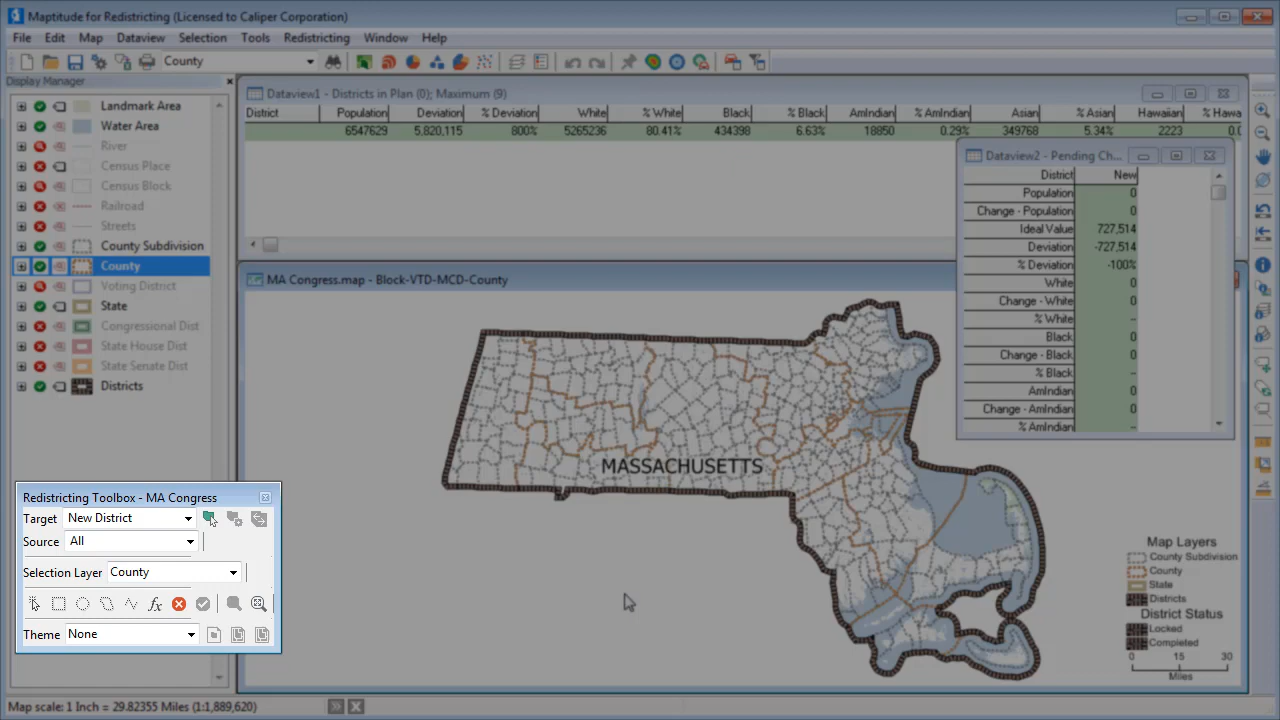 Maptitude for Redistricting (Licensed to Caliper Corporation)
File Edit Map Dataview Selection Tools Redistricting Window Help
County
Display Manager
Landmark Area
Water Area
River
Census Place
Census Block
Railroad
Streets
County Subdivision
County
Voting District
State
Congressional Dist
State House Dist
State Senate Dist
Districts
Dataview1 - Districts in Plan (0); Maximum (9)
District Population Deviation % Deviation White % White Black % Black AmIndian % AmIndian Asian % Asian Hawaiian % Hawa
6547629 5,820,115 800% 5265236 80.41% 434398 6.63% 18850 0.29% 349768 5.34% 2223 0.0
Dataview2 - Pending Ch...
District New
Population 0
Change - Population 0
Ideal Value 727,514
Deviation -727,514
% Deviation -100%
White 0
Change - White 0
% White --
Black 0
Change - Black 0
% Black --
AmIndian 0
Change - AmIndian 0
% AmIndian --
MA Congress.map - Block-VTD-MCD-County
MASSACHUSETTS
Map Layers
County Subdivision
County
State
Districts
District Status
Locked
Completed
0 15 30
Miles
Redistricting Toolbox - MA Congress
Target New District
Source All
Selection Layer County
fx
Theme None
Map scale: 1 Inch = 29.82355 Miles (1:1,889,620)